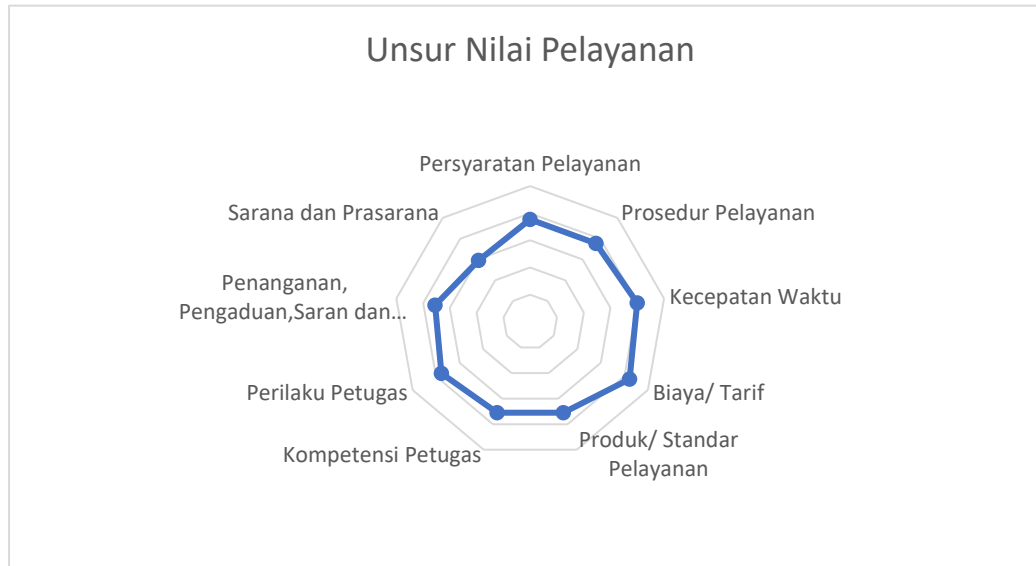 Unsur Nilai Pelayanan
Persyaratan Pelayanan
Prosedur Pelayanan
Kecepatan Waktu
Biaya/ Tarif
Produk/ Standar
Pelayanan
Kompetensi Petugas
Perilaku Petugas
Penanganan,
Pengaduan,Saran dan...
Sarana dan Prasarana